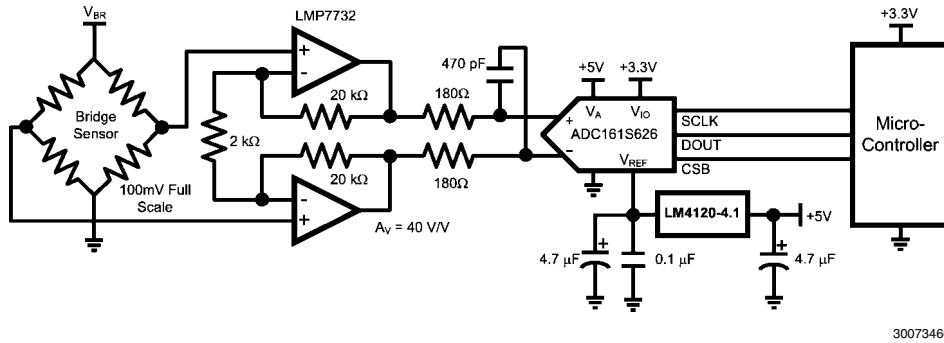 V_BR
LMP7732
+3.3V
470 pF
+5V
+3.3V
+
-
20 kΩ
180Ω
Bridge
Sensor
2 kΩ
+
-
V_A
V_IO
ADC161S626
V_REF
SCLK
DOUT
CSB
Micro-
Controller
20 kΩ
180Ω
100mV Full
Scale
-
+
A_V = 40 V/V
LM4120-4.1
+5V
4.7 µF
+
0.1 µF
+
4.7 µF
3007346